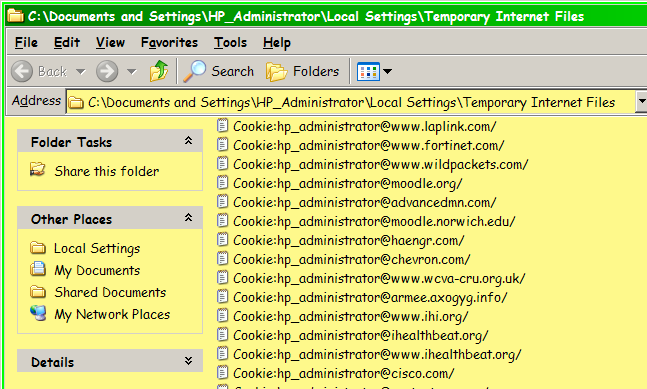 C:\Documents and Settings\HP_Administrator\Local Settings\Temporary Internet Files
File Edit View Favorites Tools Help
Back Search Folders
Address C:\Documents and Settings\HP_Administrator\Local Settings\Temporary Internet Files
Folder Tasks
Share this folder
Other Places
Local Settings
My Documents
Shared Documents
My Network Places
Details
Cookie:hp_administrator@www.laplink.com/
Cookie:hp_administrator@www.fortinet.com/
Cookie:hp_administrator@www.wildpackets.com/
Cookie:hp_administrator@moodle.org/
Cookie:hp_administrator@advancedmn.com/
Cookie:hp_administrator@moodle.norwich.edu/
Cookie:hp_administrator@haengr.com/
Cookie:hp_administrator@chevron.com/
Cookie:hp_administrator@www.wcva-cru.org.uk/
Cookie:hp_administrator@armee.axogyg.info/
Cookie:hp_administrator@www.ihi.org/
Cookie:hp_administrator@ihealthbeat.org/
Cookie:hp_administrator@www.ihealthbeat.org/
Cookie:hp_administrator@cisco.com/